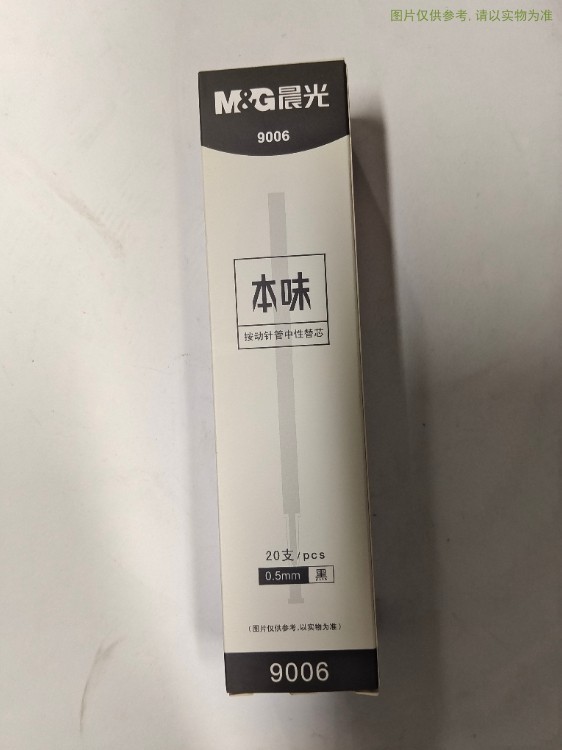 图片仅供参考, 请以实物为准
M&G晨光
9006
本味
按动针管中性替芯
20支/pcs
0.5mm 黑
(图片仅供参考,以实物为准)
9006